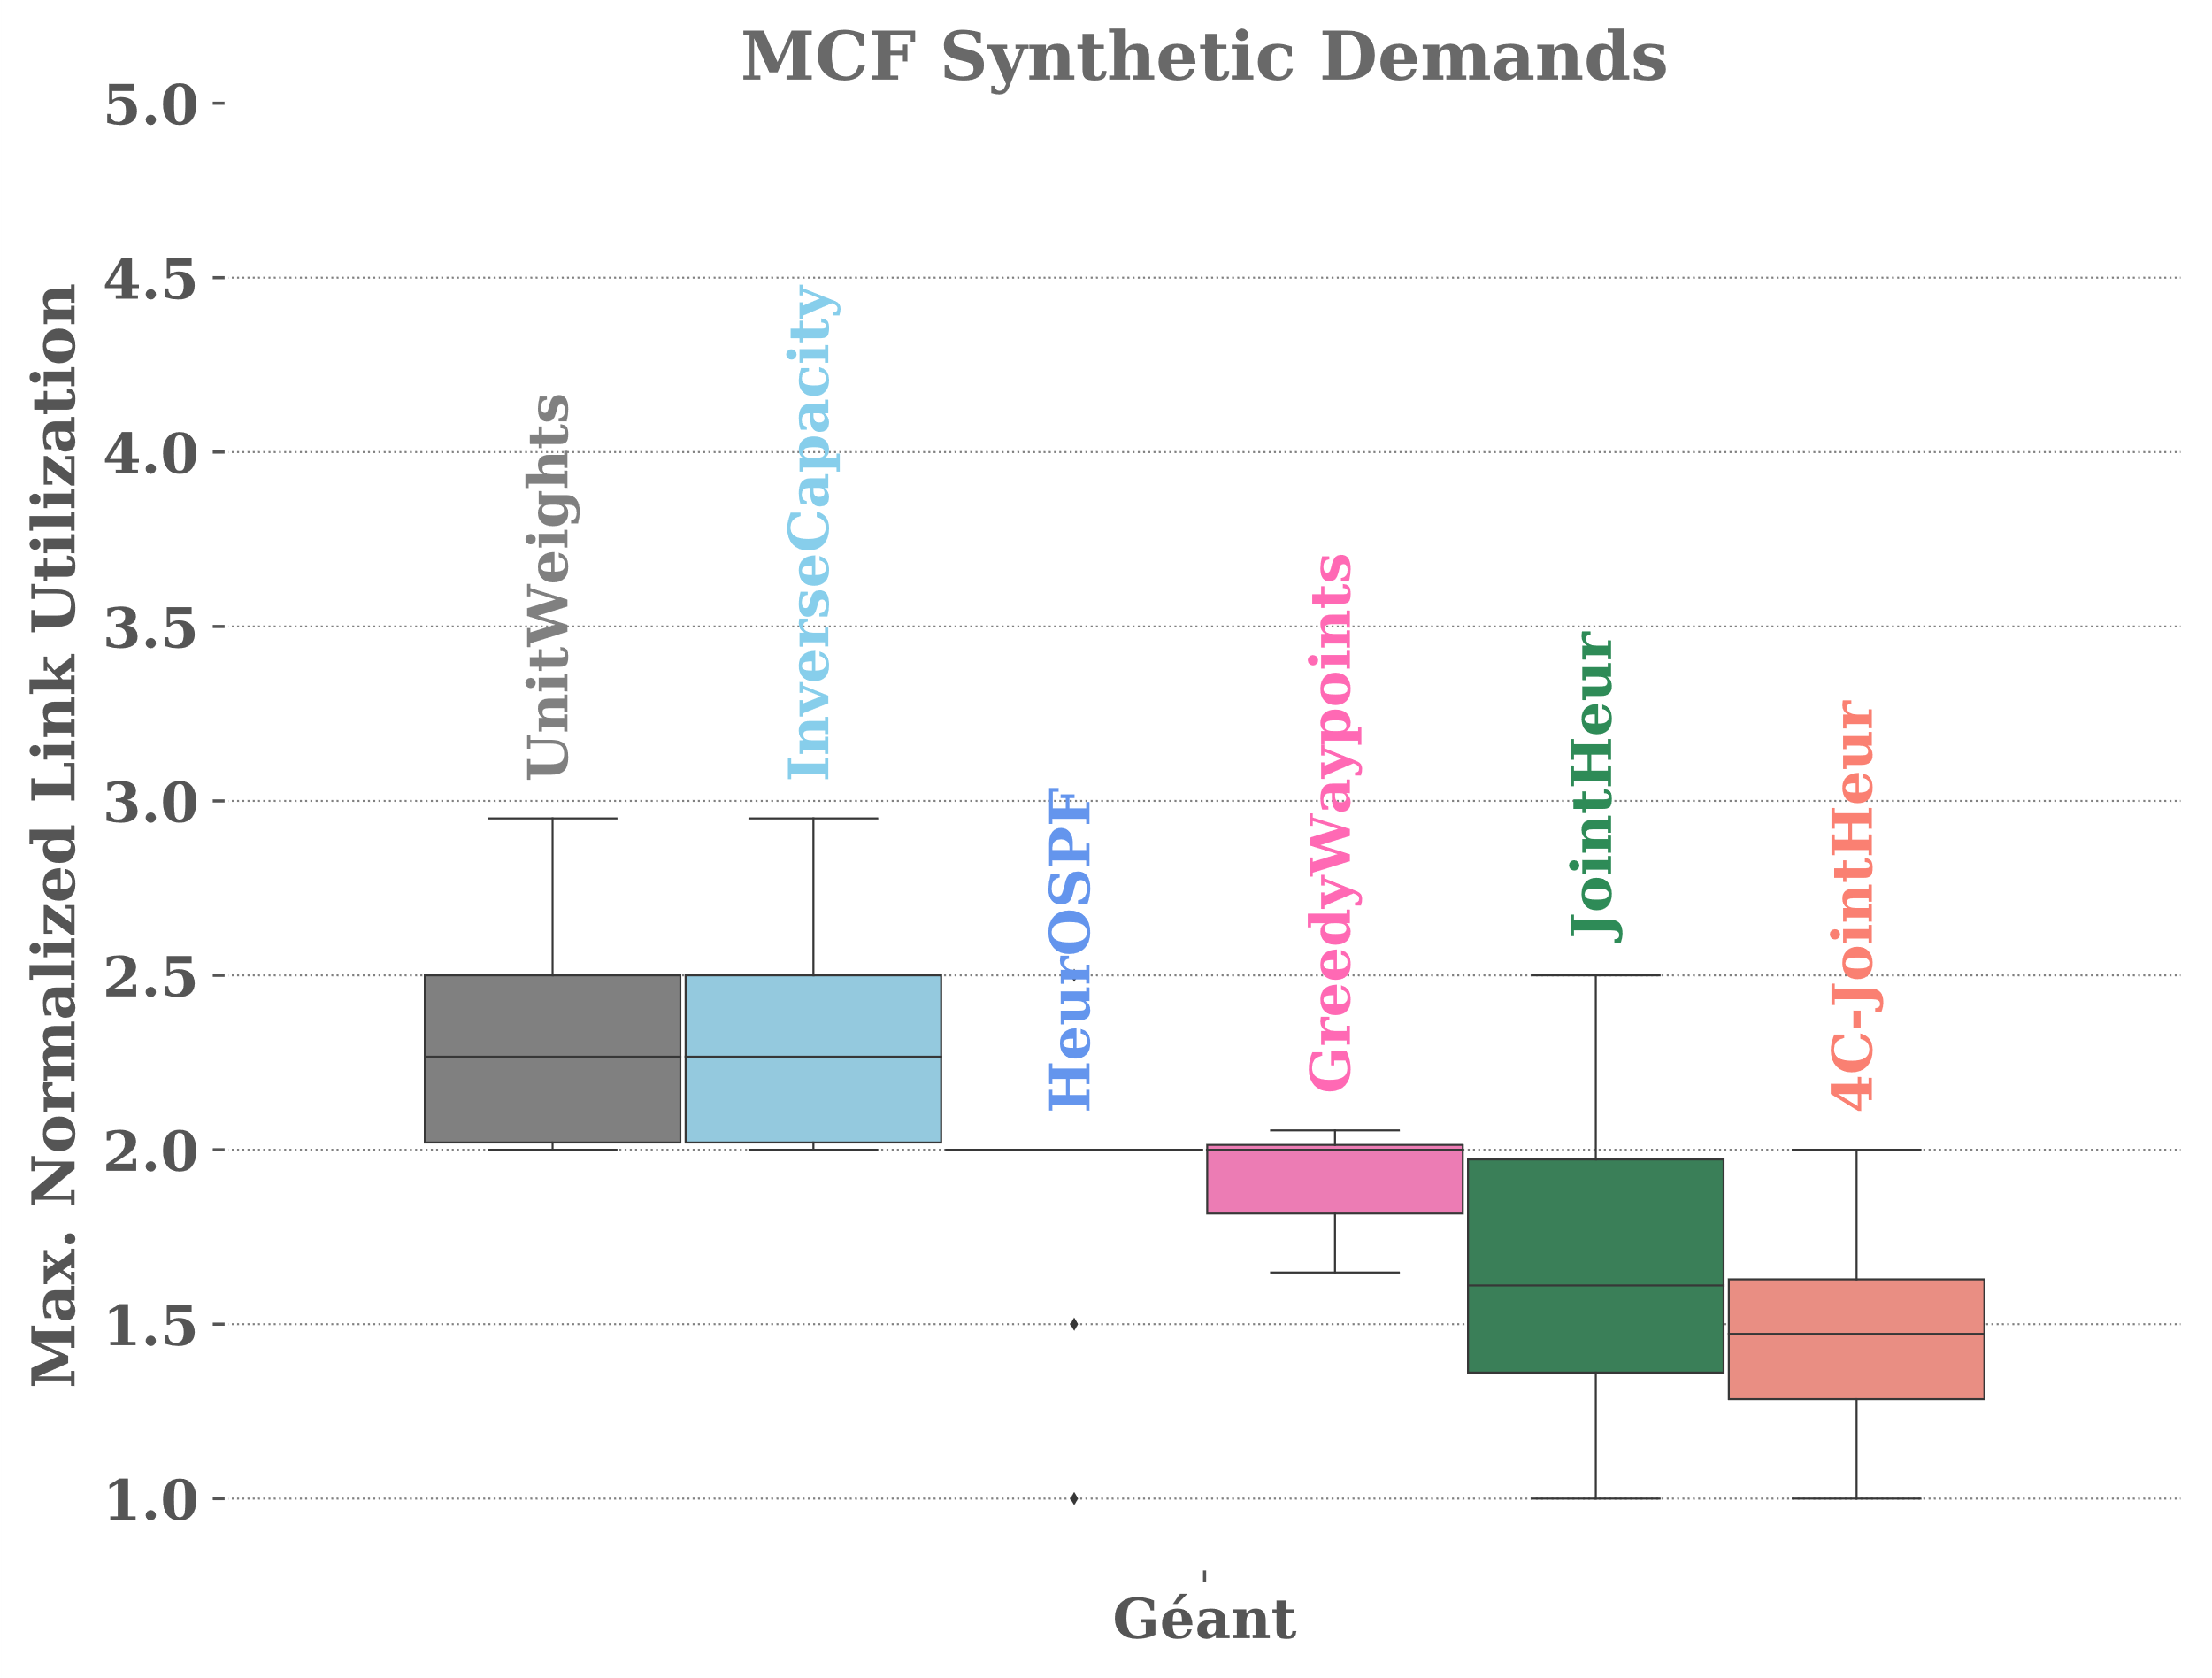 MCF Synthetic Demands
Max. Normalized Link Utilization
5.0
4.5
4.0
3.5
3.0
2.5
2.0
1.5
1.0
UnitWeights
InverseCapacity
HeurOSPF
GreedyWaypoints
JointHeur
4C-JointHeur
Géant